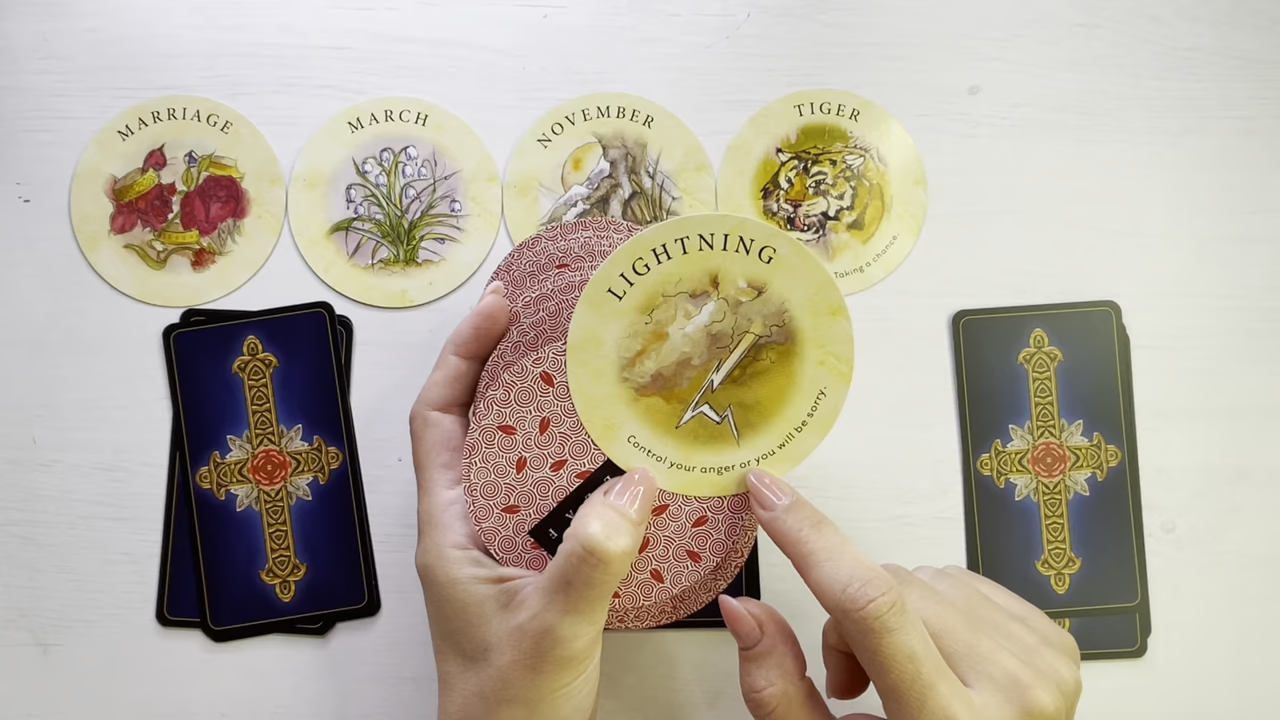 MARRIAGE
MARCH
NOVEMBER
TIGER
Taking a chance.
LIGHTNING
Control your anger or you will be sorry.